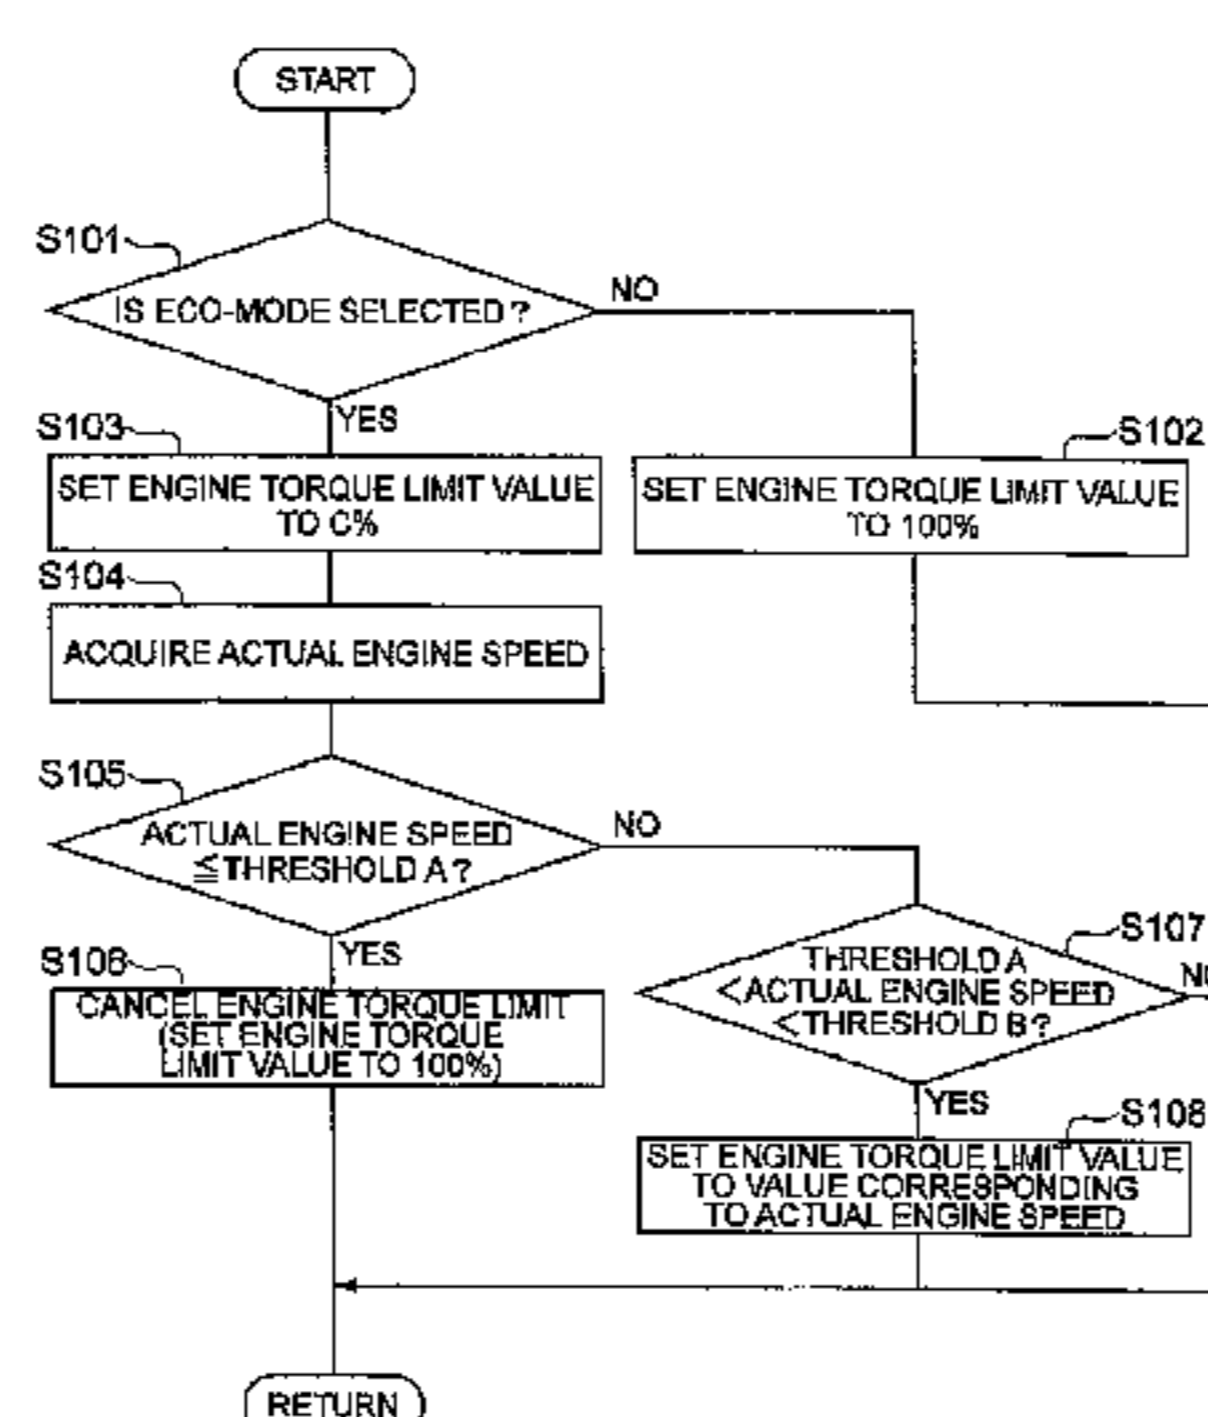 START
S101
IS ECO-MODE SELECTED?
NO
YES
S103
SET ENGINE TORQUE LIMIT VALUE
TO C%
S102
SET ENGINE TORQUE LIMIT VALUE
TO 100%
S104
ACQUIRE ACTUAL ENGINE SPEED
S105
ACTUAL ENGINE SPEED
≦THRESHOLD A?
NO
YES
S106
CANCEL ENGINE TORQUE LIMIT
(SET ENGINE TORQUE
LIMIT VALUE TO 100%)
S107
THRESHOLD A
<ACTUAL ENGINE SPEED
<THRESHOLD B?
YES
S108
SET ENGINE TORQUE LIMIT VALUE
TO VALUE CORRESPONDING
TO ACTUAL ENGINE SPEED
RETURN